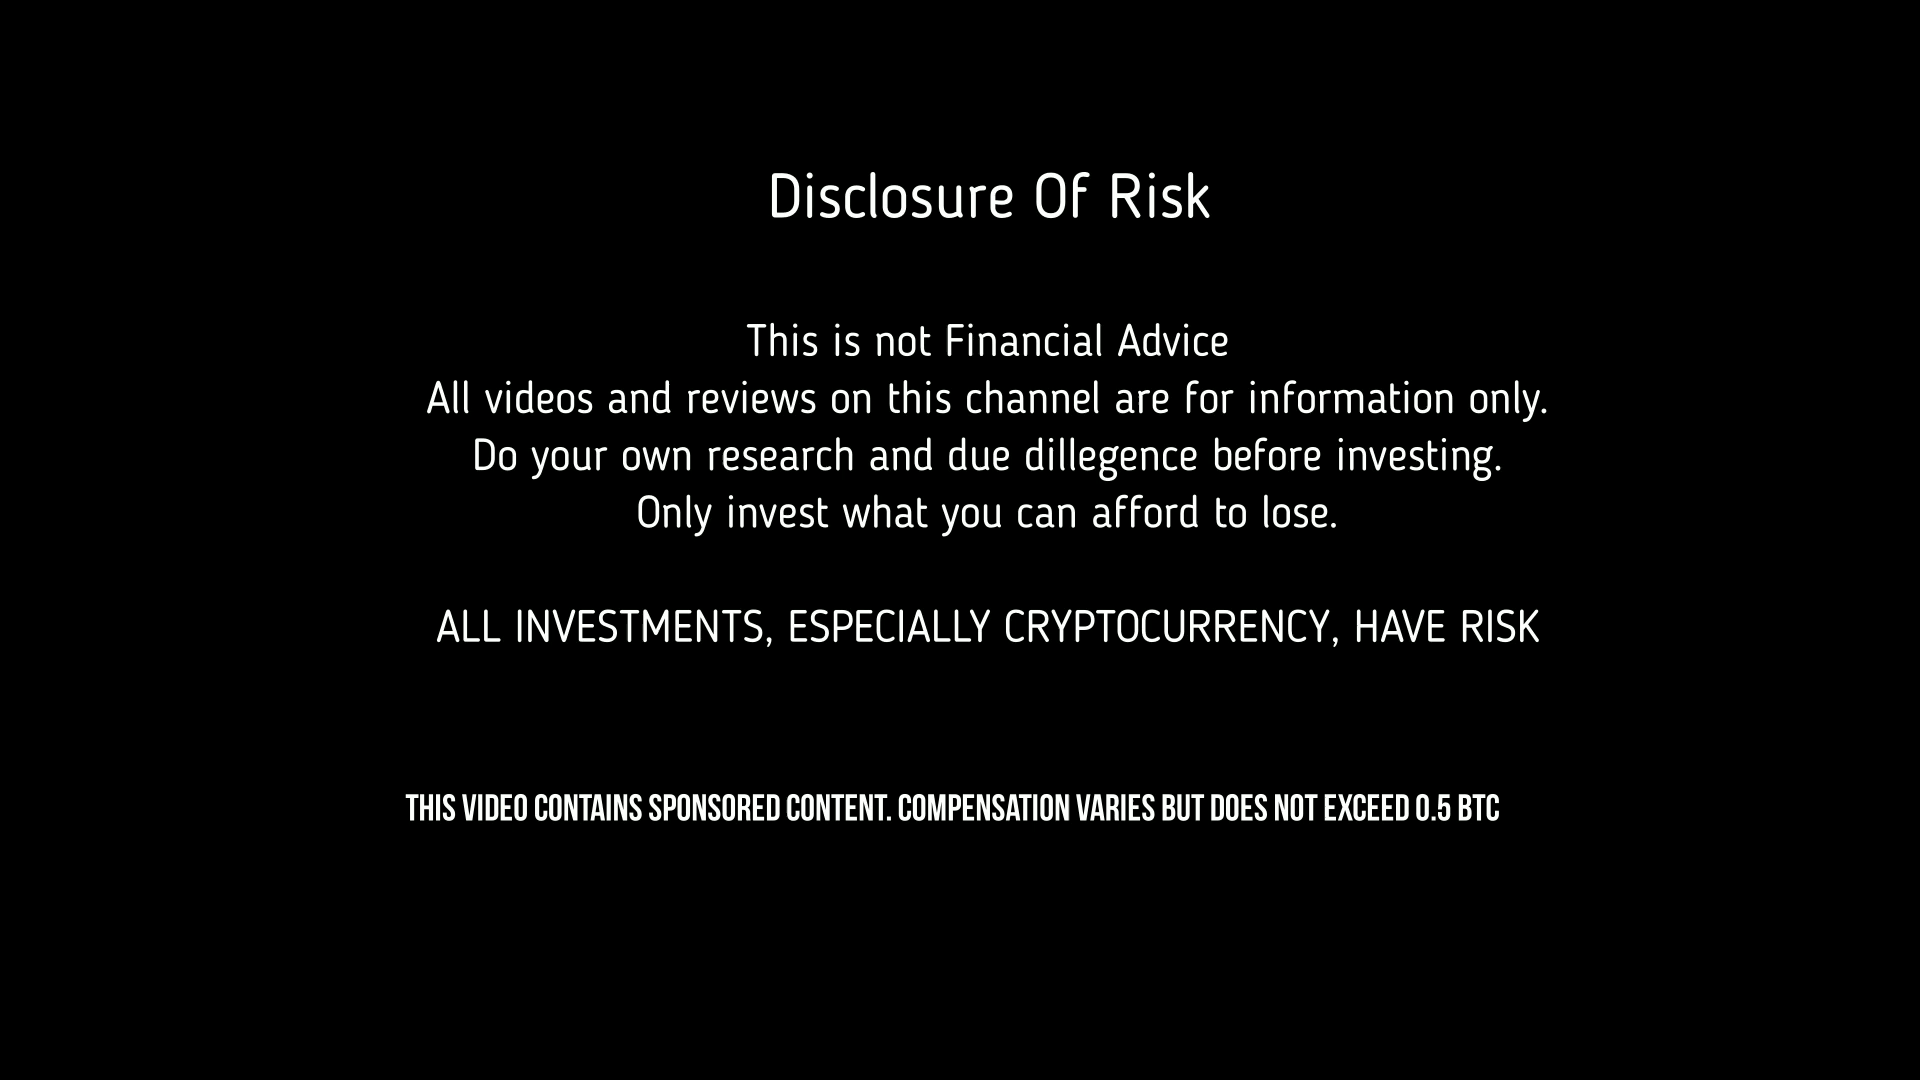 Disclosure Of Risk
This is not Financial Advice
All videos and reviews on this channel are for information only.
Do your own research and due dillegence before investing.
Only invest what you can afford to lose.
ALL INVESTMENTS, ESPECIALLY CRYPTOCURRENCY, HAVE RISK
THIS VIDEO CONTAINS SPONSORED CONTENT. COMPENSATION VARIES BUT DOES NOT EXCEED 0.5 BTC